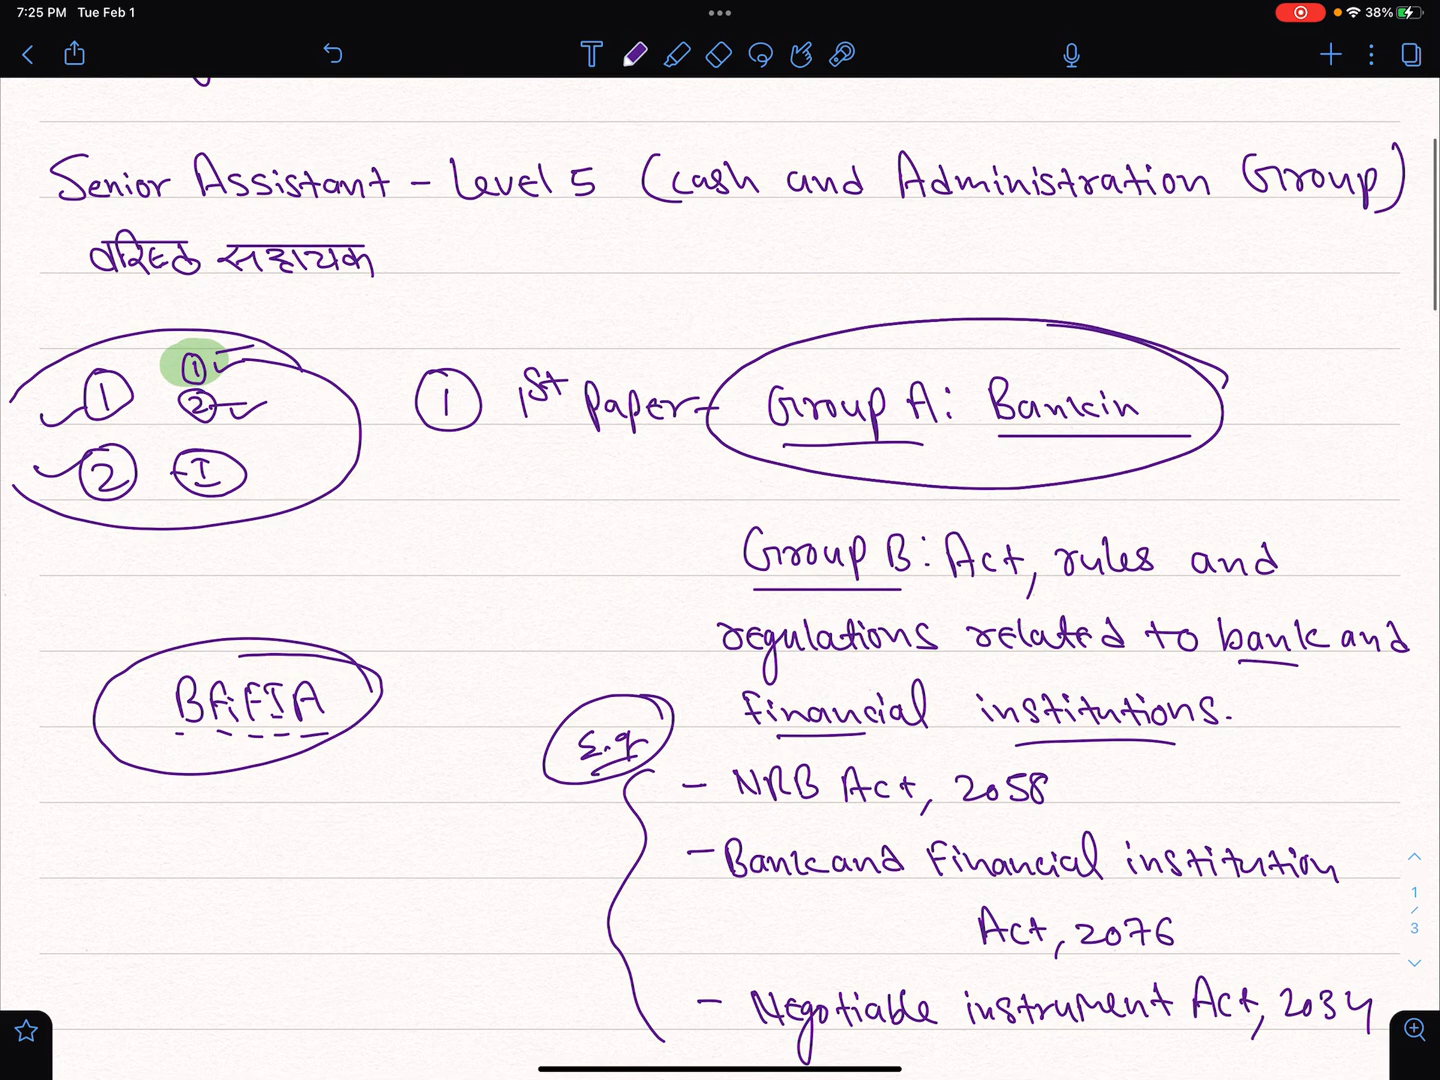 7:25 PM Tue Feb 1
38%
T
Senior Assistant - Level 5 (Cash and Administration Group)
वरिष्ठ सहायक
1 1
2
2 I
1 1st paper - Group A: Bankin
Group B: Act, rules and
regulations related to bank and
financial institutions.
BAFIA
E.g
- NRB Act, 2058
- Bank and Financial institution
Act, 2076
- Negotiable instrument Act, 2034
1
/
3